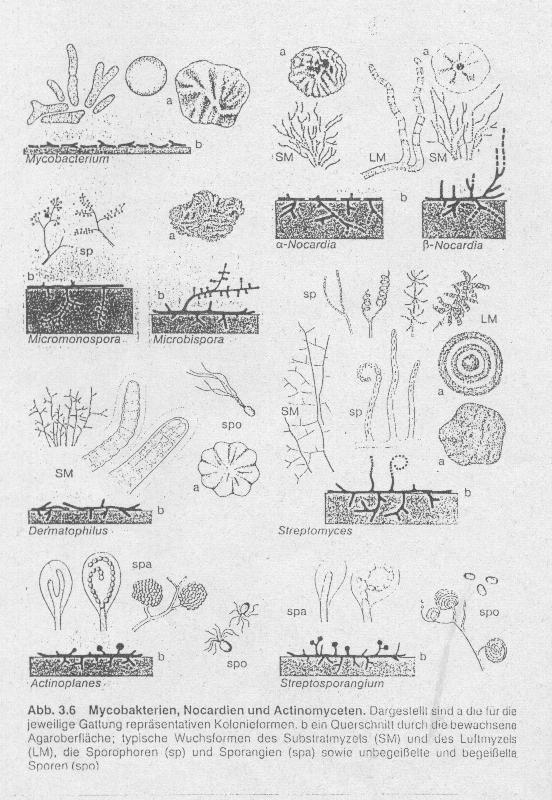 a
b
Mycobacterium
a
SM
a
LM
SM
b
α-Nocardia
β-Nocardia
sp
a
b
Micromonospora
b
Microbispora
sp
LM
SM
sp
a
a
b
Streptomyces
SM
spo
a
b
Dermatophilus
spa
b
spo
Actinoplanes
spa
spo
b
Streptosporangium
Abb. 3.6 Mycobakterien, Nocardien und Actinomyceten. Dargestellt sind a die für die
jeweilige Gattung repräsentativen Kolonieformen. b ein Querschnitt durch die bewachsene
Agaroberfläche; typische Wuchsformen des Substratmyzels (SM) und des Luftmyzels
(LM), die Sporophoren (sp) und Sporangien (spa) sowie unbegeißelte und begeißelte
Sporen (spo)